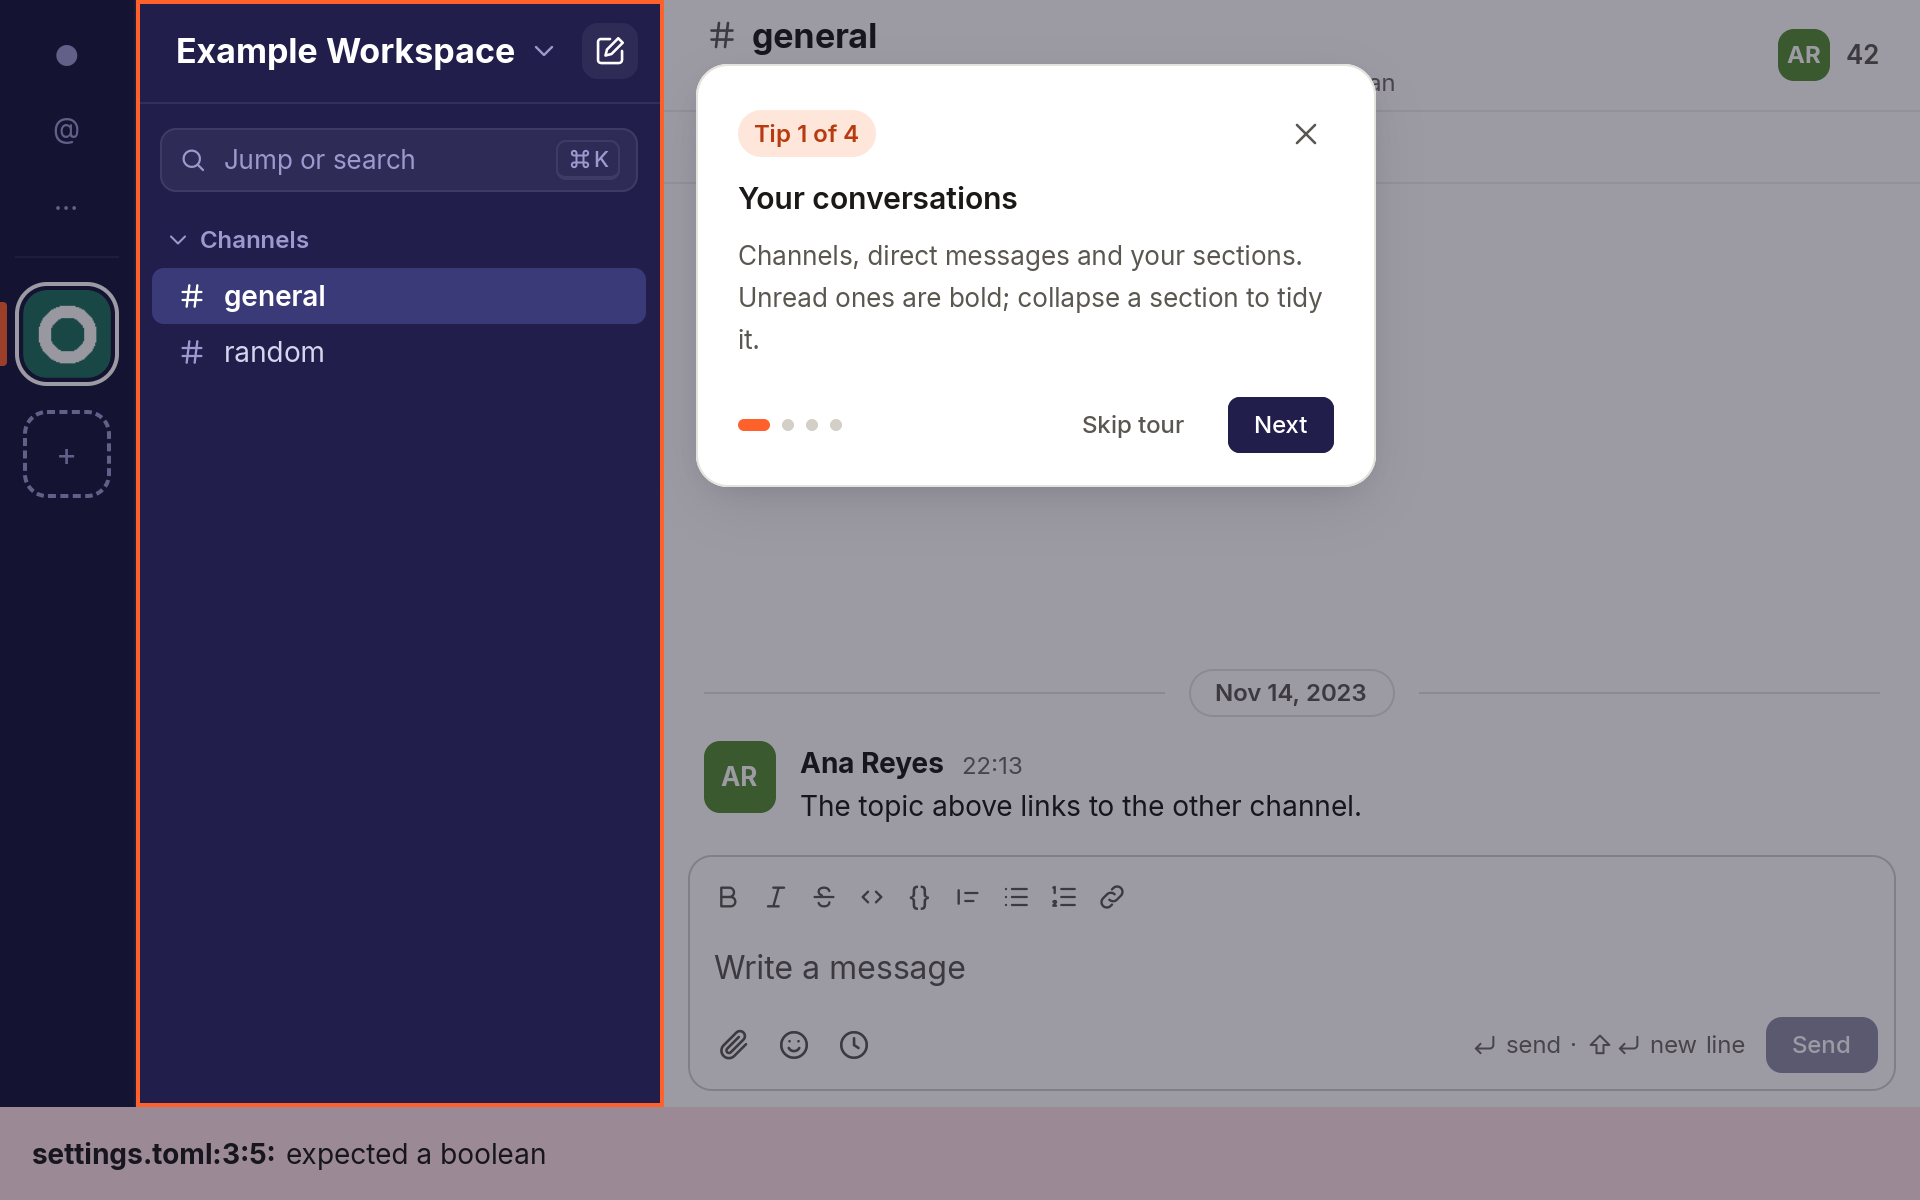 Example Workspace
@
...
+
Jump or search
⌘K
Channels
# general
# random
# general
an
AR 42
Tip 1 of 4
Your conversations
Channels, direct messages and your sections.
Unread ones are bold; collapse a section to tidy
it.
Skip tour
Next
Nov 14, 2023
AR
Ana Reyes 22:13
The topic above links to the other channel.
Write a message
send · new line
Send
settings.toml:3:5: expected a boolean